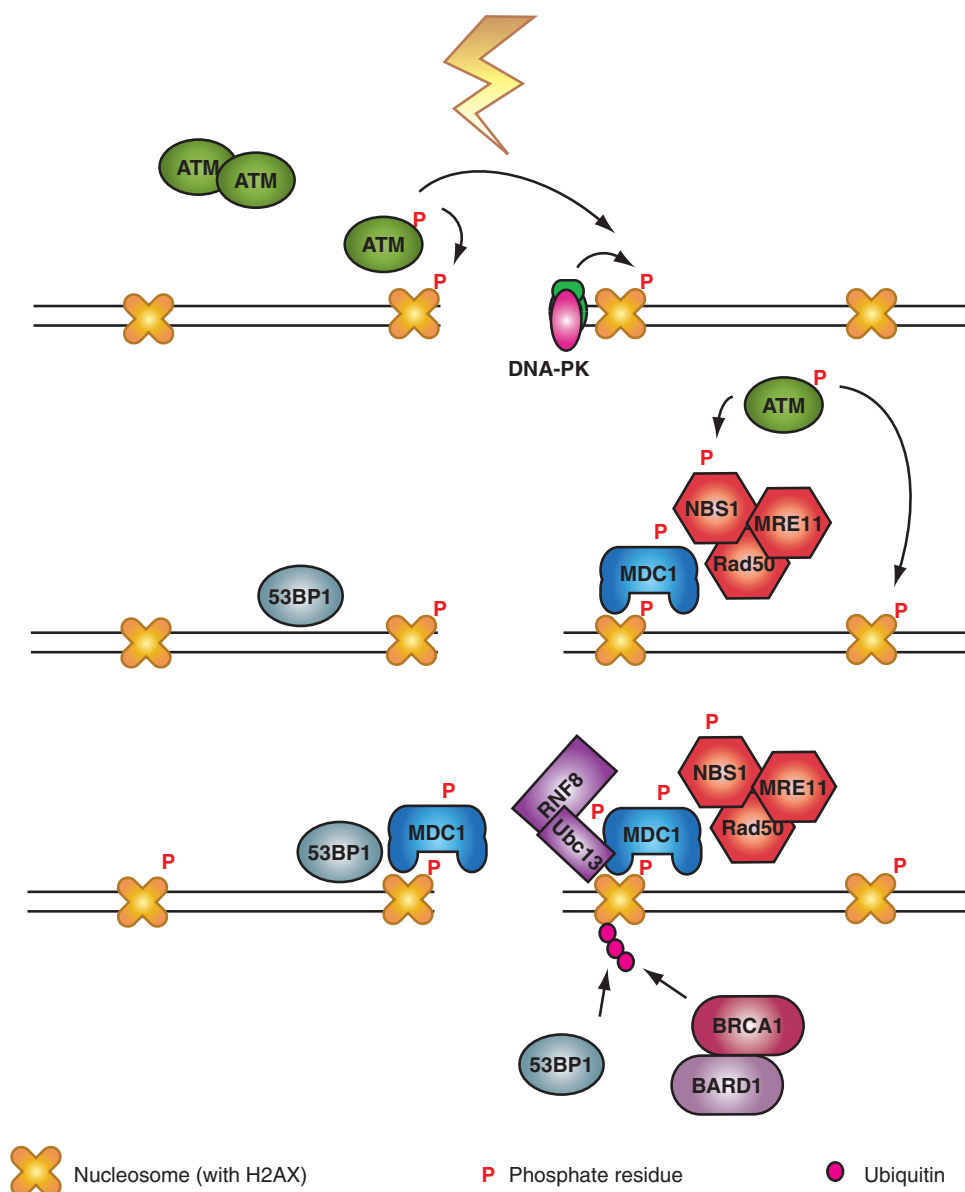 ATM
ATM
P
ATM
P
P
DNA-PK
P
ATM
P
NBS1
MRE11
P
Rad50
MDC1
53BP1
P
P
P
P
NBS1
RNF8
MRE11
P
P
P
Rad50
Ubc13
MDC1
MDC1
53BP1
P
P
P
P
BRCA1
53BP1
BARD1
Nucleosome (with H2AX)
P Phosphate residue
Ubiquitin